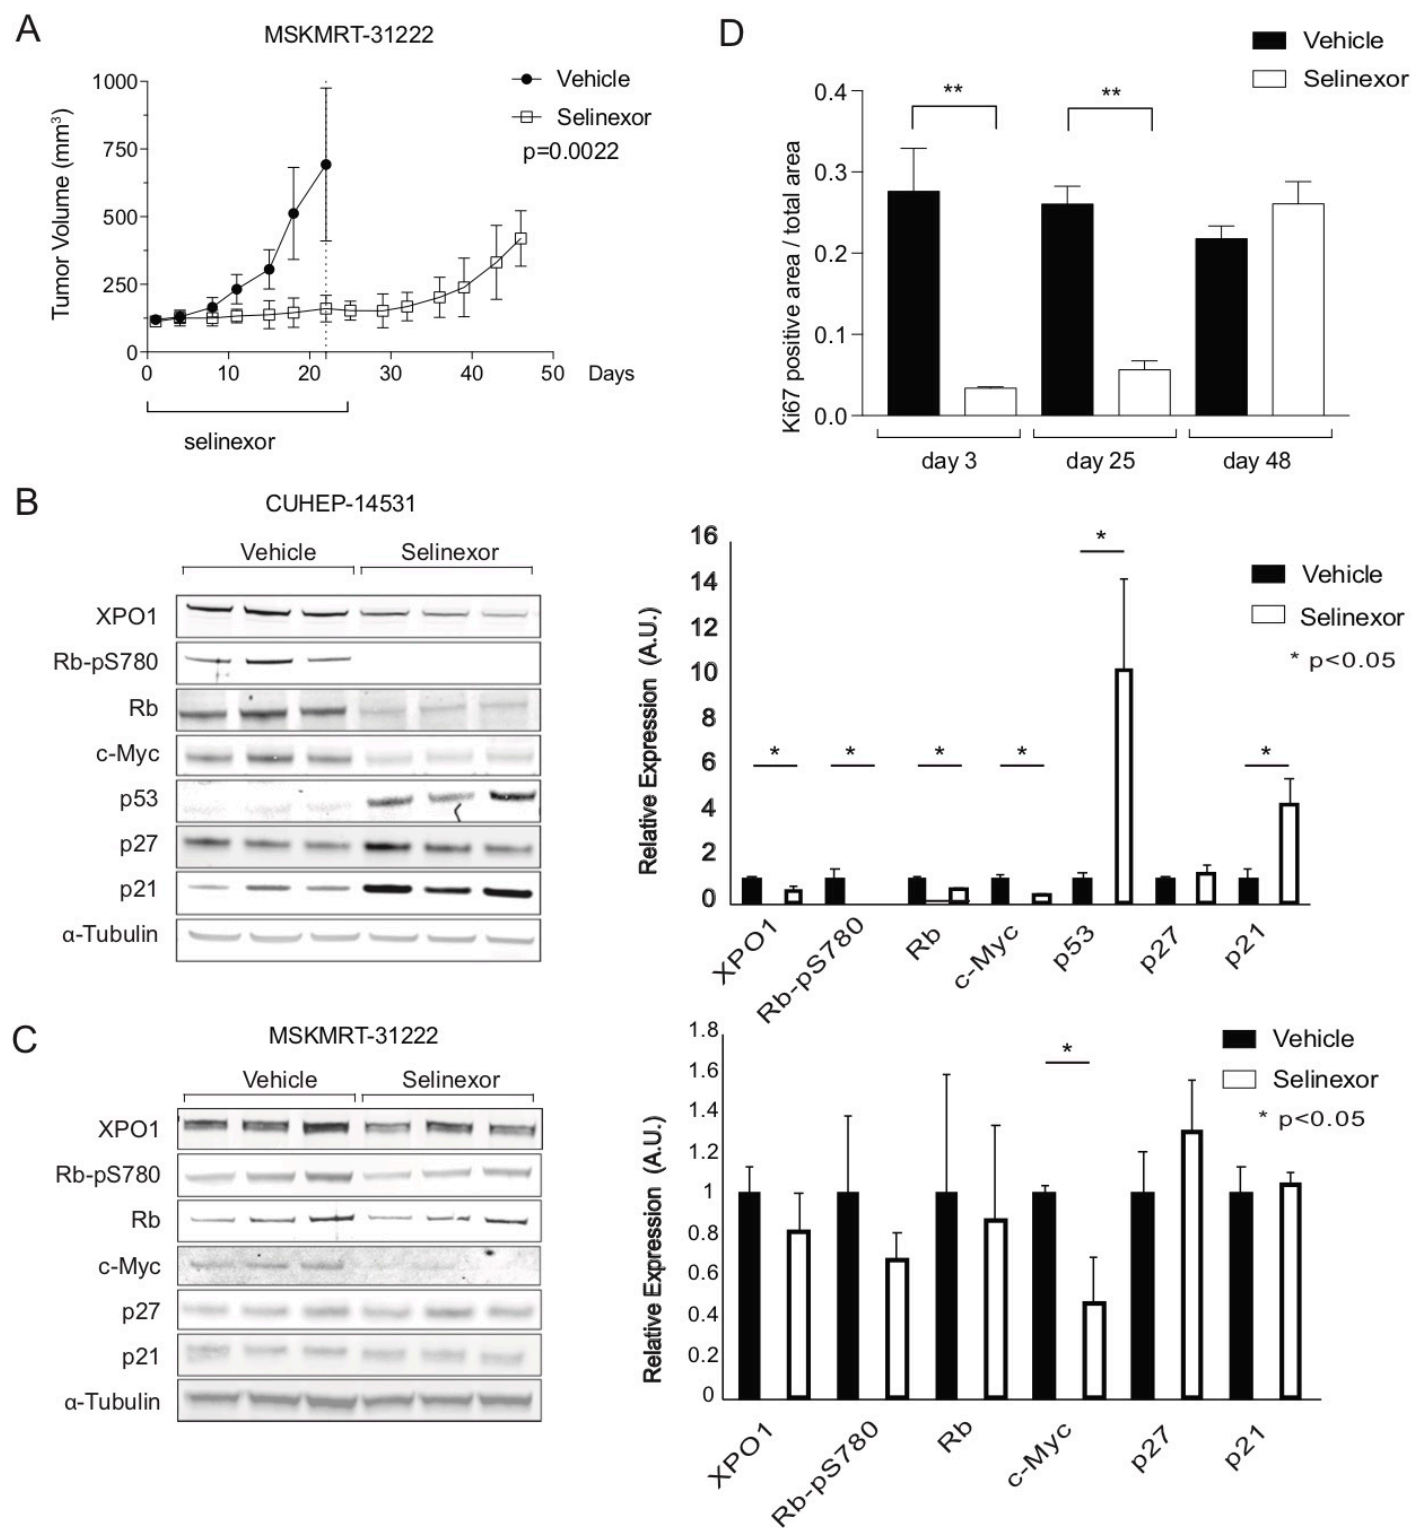 A
MSKMRT-31222
Tumor Volume (mm³)
1000
750
500
250
0
0 10 20 30 40 50 Days
selinexor
Vehicle
Selinexor
p=0.0022
D
Vehicle
Selinexor
Ki67 positive area / total area
0.4
0.3
0.2
0.1
0.0
** **
day 3 day 25 day 48
B
CUHEP-14531
Vehicle Selinexor
XPO1
Rb-pS780
Rb
c-Myc
p53
p27
p21
α-Tubulin
Relative Expression (A.U.)
16
14
12
10
8
6
4
2
0
*
* * * * *
Vehicle
Selinexor
* p<0.05
XPO1 Rb-pS780 Rb c-Myc p53 p27 p21
C
MSKMRT-31222
Vehicle Selinexor
XPO1
Rb-pS780
Rb
c-Myc
p27
p21
α-Tubulin
Relative Expression (A.U.)
1.8
1.6
1.4
1.2
1
0.8
0.6
0.4
0.2
0
*
Vehicle
Selinexor
* p<0.05
XPO1 Rb-pS780 Rb c-Myc p27 p21